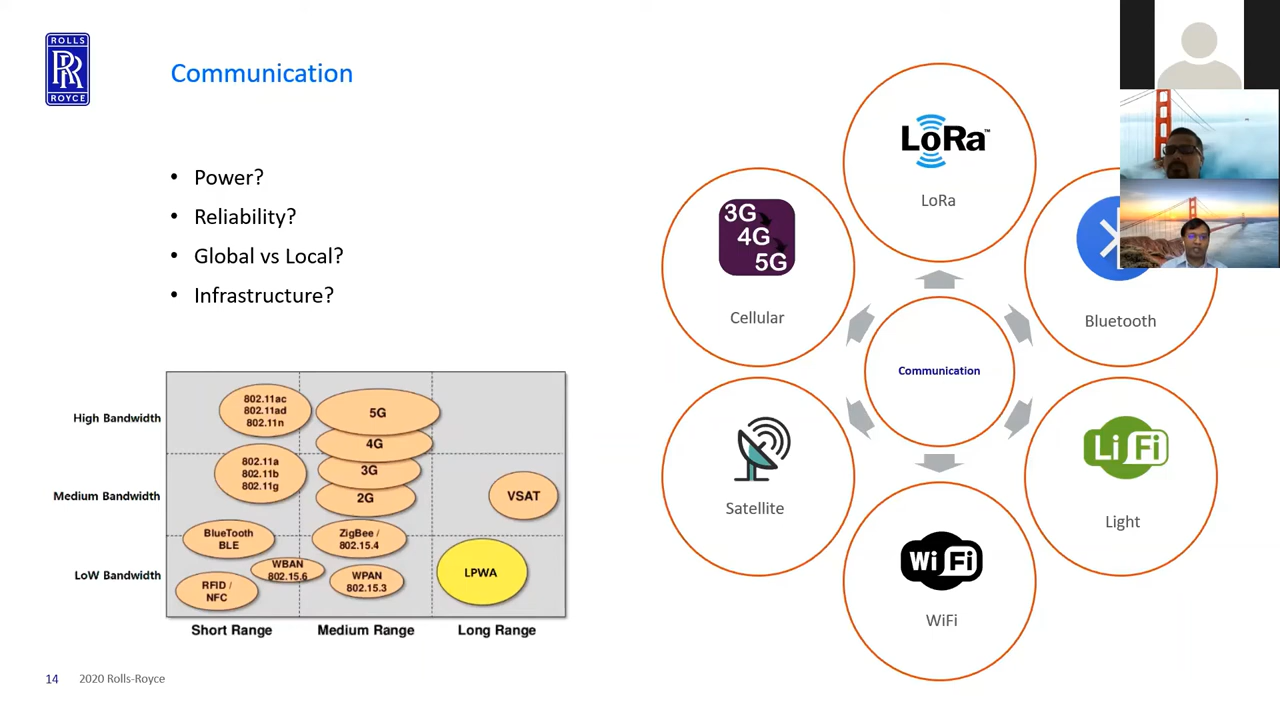 ROLLS
RR
ROYCE
Communication
• Power?
• Reliability?
• Global vs Local?
• Infrastructure?
High Bandwidth
Medium Bandwidth
LoW Bandwidth
802.11ac
802.11ad
802.11n
5G
4G
802.11a
802.11b
802.11g
3G
2G
VSAT
BlueTooth
BLE
ZigBee /
802.15.4
WBAN
802.15.6
RFID /
NFC
WPAN
802.15.3
LPWA
Short Range
Medium Range
Long Range
LoRa™
LoRa
3G
4G
5G
Cellular
Bluetooth
Communication
Satellite
LiFi
Light
WiFi
WiFi
14
2020 Rolls-Royce